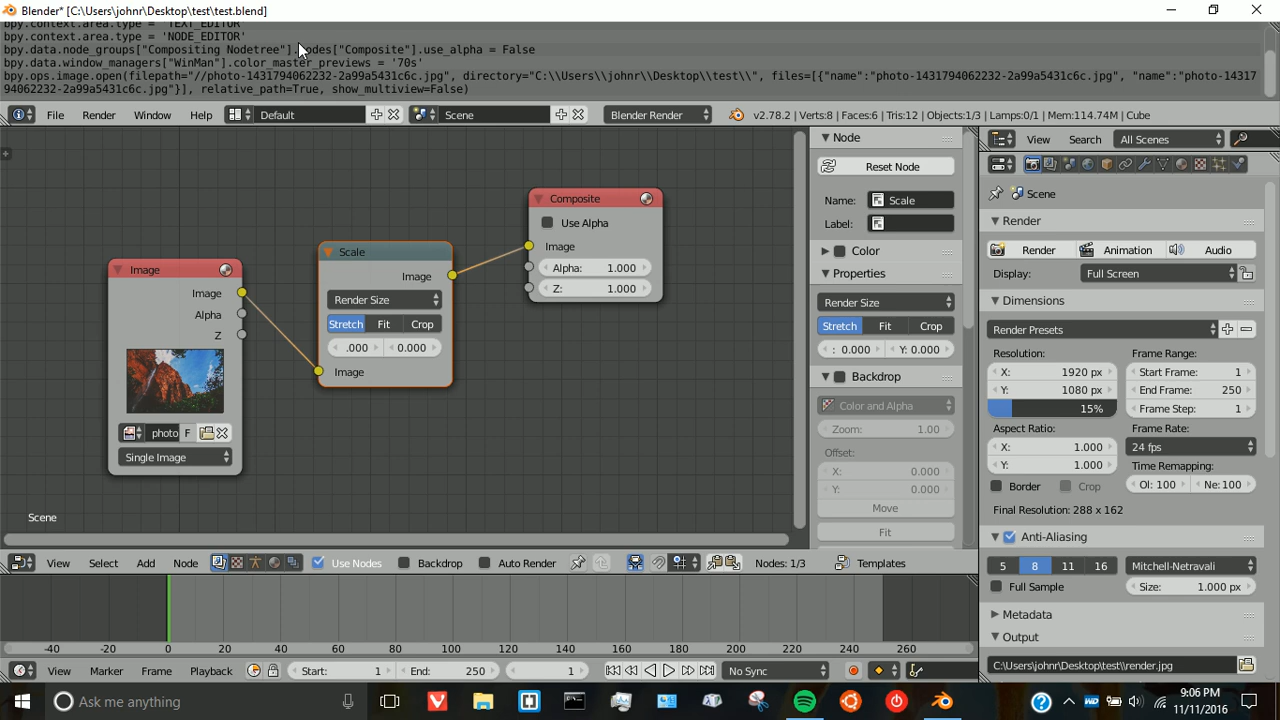 Blender* [C:\Users\johnr\Desktop\test\test.blend]
bpy.context.area.type = 'TEXT_EDITOR'
bpy.context.area.type = 'NODE_EDITOR'
bpy.data.node_groups["Compositing Nodetree"].nodes["Composite"].use_alpha = False
bpy.data.window_managers["WinMan"].color_master_previews = '70s'
bpy.ops.image.open(filepath="//photo-1431794062232-2a99a5431c6c.jpg", directory="C:\\Users\\johnr\\Desktop\\test\\", files=[{"name":"photo-1431794062232-2a99a5431c6c.jpg", "name":"photo-14317
94062232-2a99a5431c6c.jpg"}], relative_path=True, show_multiview=False)
File Render Window Help Default Scene Blender Render v2.78.2 | Verts:8 | Faces:6 | Tris:12 | Objects:1/3 | Lamps:0/1 | Mem:114.74M | Cube
Image
Image
Alpha
Z
photo F
Single Image
Scale
Image
Render Size
Stretch Fit Crop
.000 0.000
Image
Composite
Use Alpha
Image
Alpha: 1.000
Z: 1.000
Scene
Node
Reset Node
Name: Scale
Label:
Color
Properties
Render Size
Stretch Fit Crop
: 0.000 Y: 0.000
Backdrop
Color and Alpha
Zoom: 1.00
Offset:
X: 0.000
Y: 0.000
Move
Fit
View Search All Scenes
Scene
Render
Render Animation Audio
Display: Full Screen
Dimensions
Render Presets
Resolution: Frame Range:
X: 1920 px Start Frame: 1
Y: 1080 px End Frame: 250
15% Frame Step: 1
Aspect Ratio: Frame Rate:
X: 1.000 24 fps
Y: 1.000 Time Remapping:
Border Crop Ol: 100 Ne: 100
Final Resolution: 288 x 162
Anti-Aliasing
5 8 11 16 Mitchell-Netravali
Full Sample Size: 1.000 px
Metadata
Output
C:\Users\johnr\Desktop\test\render.jpg
View Select Add Node Use Nodes Backdrop Auto Render Nodes: 1/3 Templates
-40 -20 0 20 40 60 80 100 120 140 160 180 200 220 240 260
View Marker Frame Playback Start: 1 End: 250 1 No Sync
Ask me anything
9:06 PM
11/11/2016